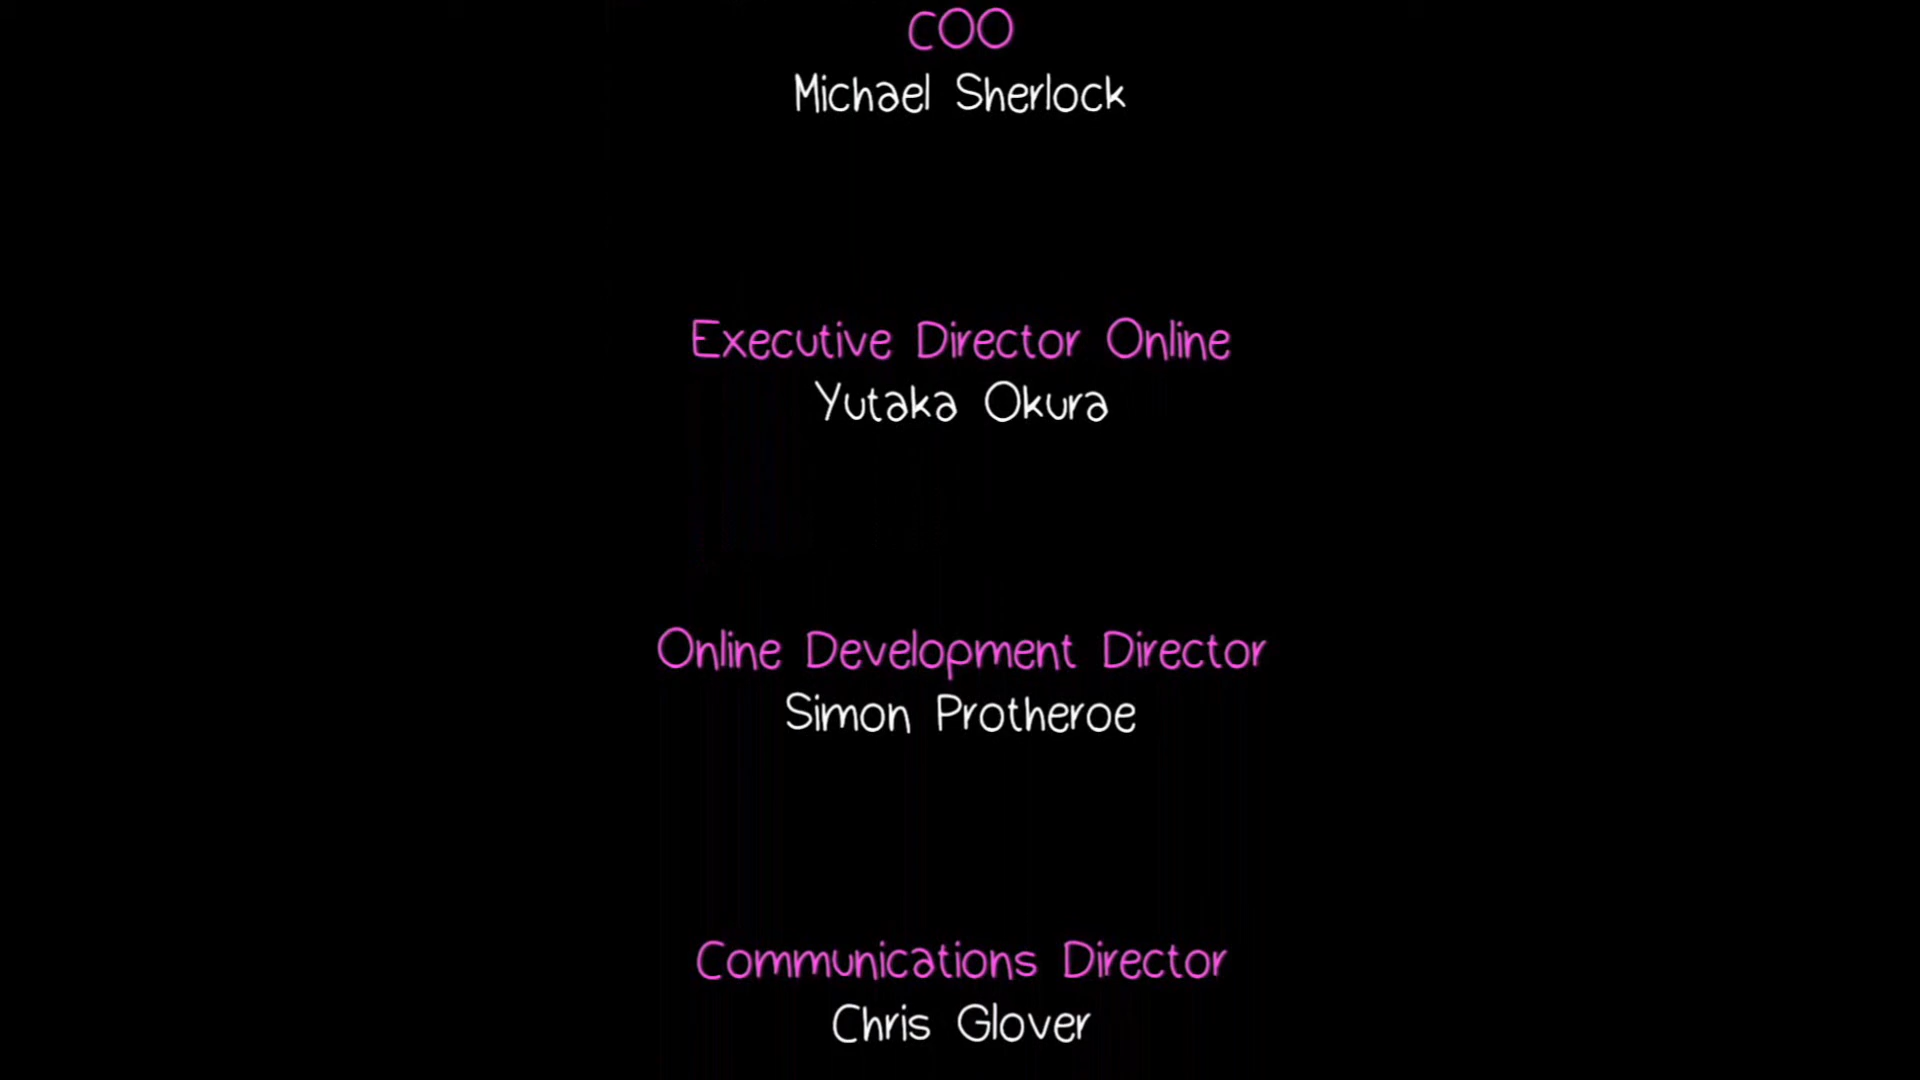 COO
Michael Sherlock
Executive Director Online
Yutaka Okura
Online Development Director
Simon Protheroe
Communications Director
Chris Glover